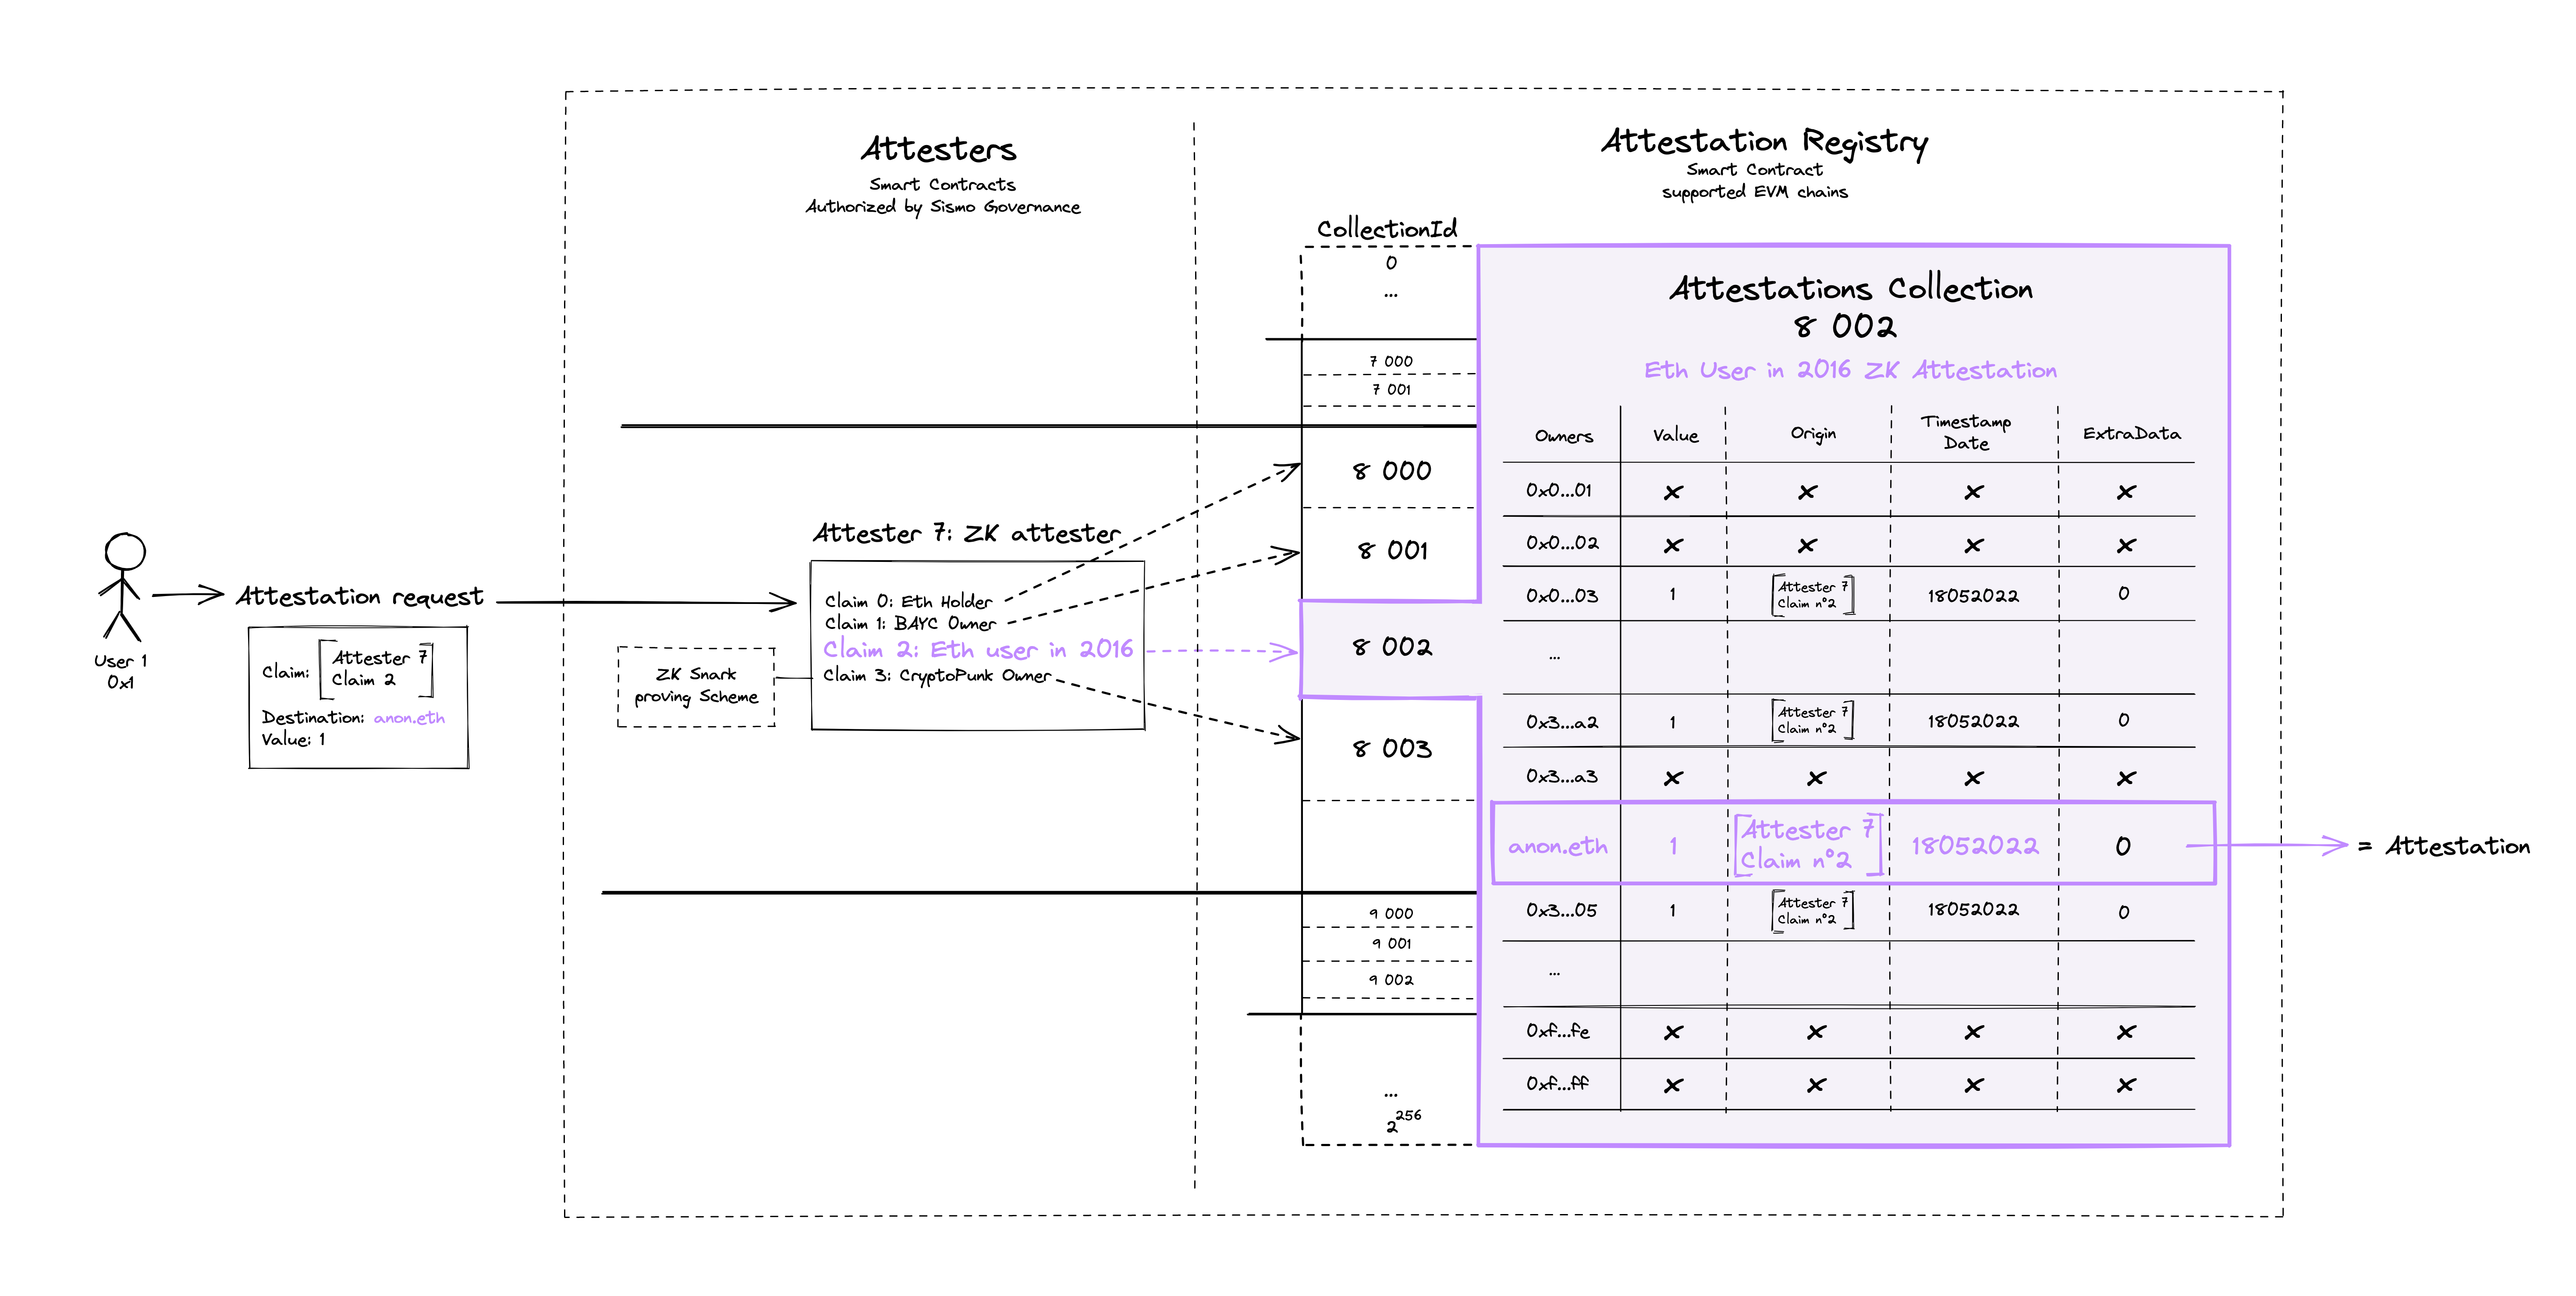 Attesters
Smart Contracts
Authorized by Sismo Governance
Attestation Registry
Smart Contract
supported EVM chains
User 1
0x1
Attestation request
Claim: [Attester 7
Claim 2]
Destination: anon.eth
Value: 1
Attester 7: ZK attester
Claim 0: Eth Holder
Claim 1: BAYC Owner
Claim 2: Eth user in 2016
Claim 3: CryptoPunk Owner
ZK Snark
proving Scheme
CollectionId
0
...
7 000
7 001
8 000
8 001
8 002
8 003
9 000
9 001
9 002
...
2^256
Attestations Collection
8 002
Eth User in 2016 ZK Attestation
Owners Value Origin Timestamp Date ExtraData
0x0...01 × × × ×
0x0...02 × × × ×
0x0...03 1 [Attester 7 Claim n°2] 18052022 0
...
0x3...a2 1 [Attester 7 Claim n°2] 18052022 0
0x3...a3 × × × ×
anon.eth 1 [Attester 7 Claim n°2] 18052022 0
0x3...05 1 [Attester 7 Claim n°2] 18052022 0
...
0xf...fe × × × ×
0xf...ff × × × ×
= Attestation